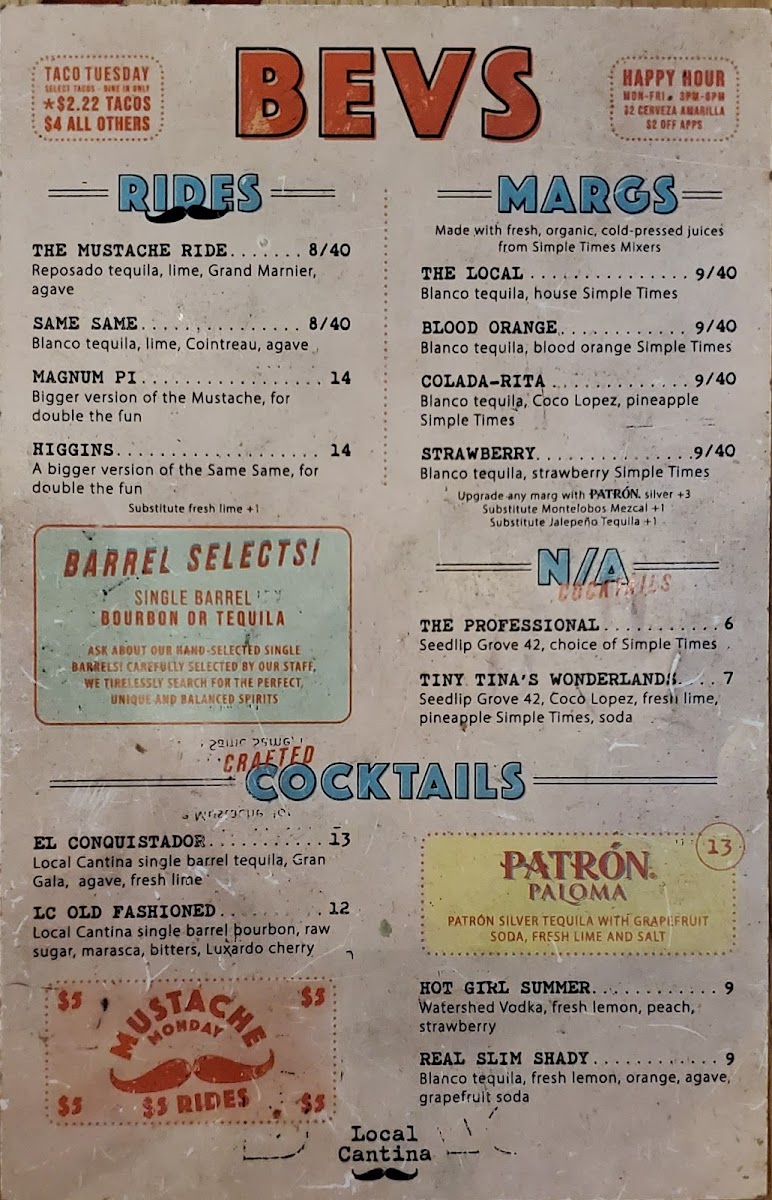 TACO TUESDAY
SELECT TACOS - DINE IN ONLY
*$2.22 TACOS
$4 ALL OTHERS
BEVS
HAPPY HOUR
MON-FRI. 3PM-6PM
$2 CERVEZA AMARILLA
$2 OFF APPS
RIDES
THE MUSTACHE RIDE....... 8/40
Reposado tequila, lime, Grand Marnier,
agave
SAME SAME............... 8/40
Blanco tequila, lime, Cointreau, agave
MAGNUM PI................. 14
Bigger version of the Mustache, for
double the fun
HIGGINS................... 14
A bigger version of the Same Same, for
double the fun
Substitute fresh lime +1
BARREL SELECTS!
SINGLE BARREL
BOURBON OR TEQUILA
ASK ABOUT OUR HAND-SELECTED SINGLE
BARRELS! CAREFULLY SELECTED BY OUR STAFF,
WE TIRELESSLY SEARCH FOR THE PERFECT,
UNIQUE AND BALANCED SPIRITS
MARGS
Made with fresh, organic, cold-pressed juices
from Simple Times Mixers
THE LOCAL............... 9/40
Blanco tequila, house Simple Times
BLOOD ORANGE............ 9/40
Blanco tequila, blood orange Simple Times
COLADA-RITA............. 9/40
Blanco tequila, Coco Lopez, pineapple
Simple Times
STRAWBERRY..............9/40
Blanco tequila, strawberry Simple Times
Upgrade any marg with PATRÓN. silver +3
Substitute Montelobos Mezcal +1
Substitute Jalepeño Tequila +1
N/A
COCKTAILS
THE PROFESSIONAL.......... 6
Seedlip Grove 42, choice of Simple Times
TINY TINA'S WONDERLANDS.... 7
Seedlip Grove 42, Coco Lopez, fresh lime,
pineapple Simple Times, soda
CRAFTED
COCKTAILS
EL CONQUISTADOR.......... 13
Local Cantina single barrel tequila, Gran
Gala, agave, fresh lime
LC OLD FASHIONED.......... 12
Local Cantina single barrel bourbon, raw
sugar, marasca, bitters, Luxardo cherry
$5 $5
MUSTACHE
MONDAY
$5 $5 RIDES $5
13
PATRÓN.
PALOMA
PATRÓN SILVER TEQUILA WITH GRAPEFRUIT
SODA, FRESH LIME AND SALT
HOT GIRL SUMMER........... 9
Watershed Vodka, fresh lemon, peach,
strawberry
REAL SLIM SHADY........... 9
Blanco tequila, fresh lemon, orange, agave,
grapefruit soda
Local
Cantina